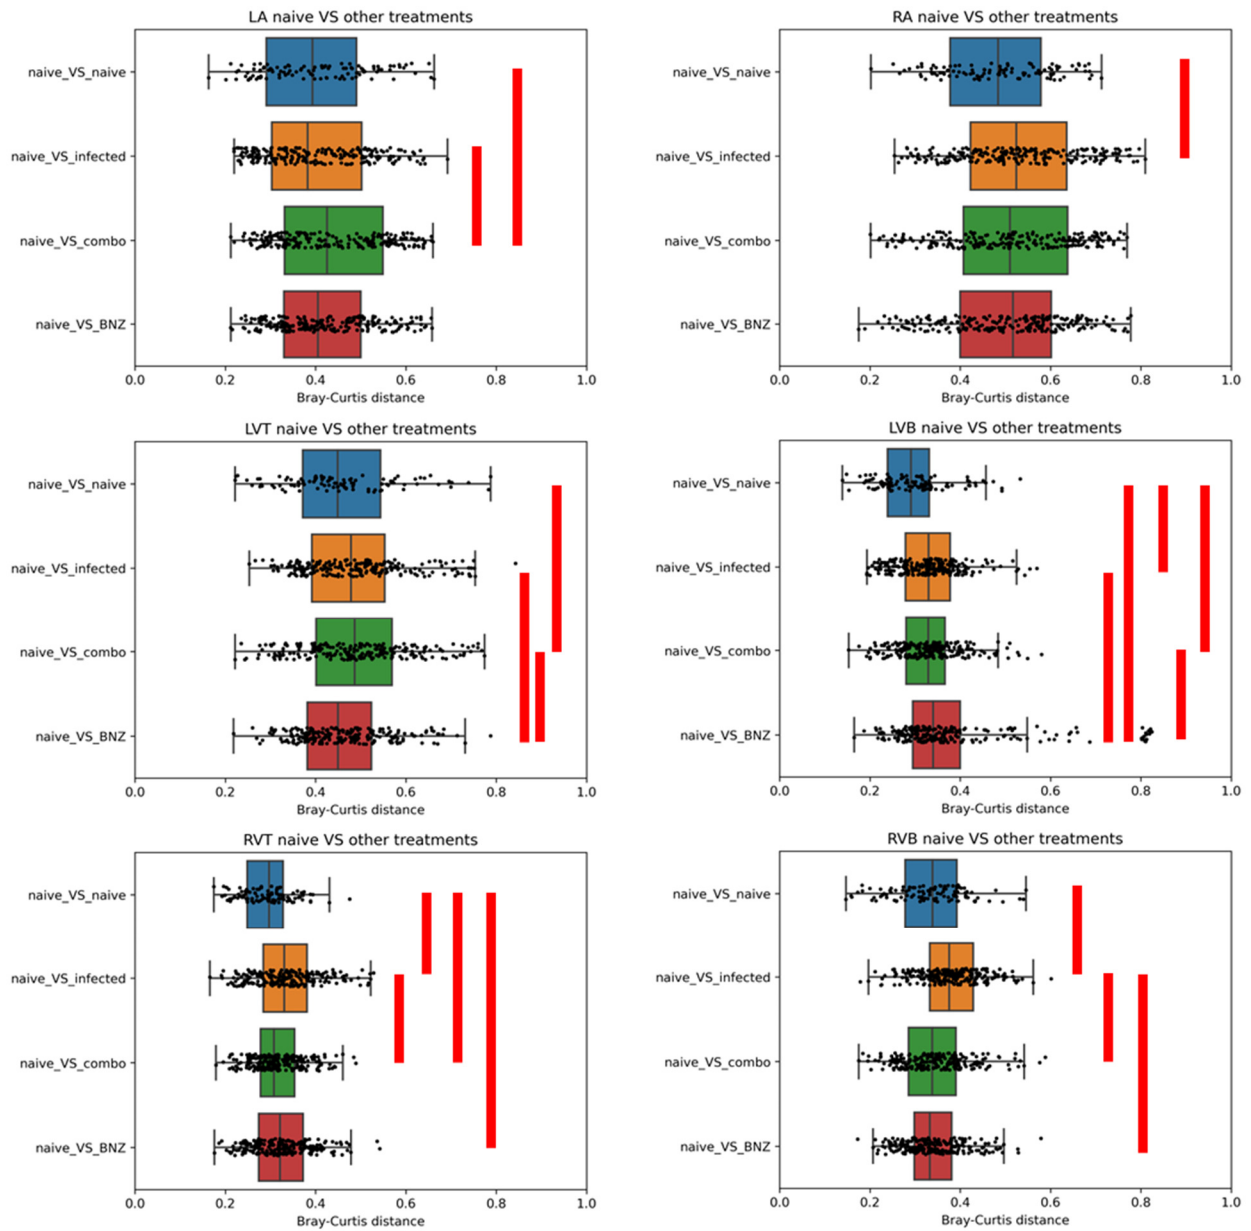 LA naive VS other treatments
naive_VS_naive
naive_VS_infected
naive_VS_combo
naive_VS_BNZ
0.0 0.2 0.4 0.6 0.8 1.0
Bray-Curtis distance
RA naive VS other treatments
naive_VS_naive
naive_VS_infected
naive_VS_combo
naive_VS_BNZ
0.0 0.2 0.4 0.6 0.8 1.0
Bray-Curtis distance
LVT naive VS other treatments
naive_VS_naive
naive_VS_infected
naive_VS_combo
naive_VS_BNZ
0.0 0.2 0.4 0.6 0.8 1.0
Bray-Curtis distance
LVB naive VS other treatments
naive_VS_naive
naive_VS_infected
naive_VS_combo
naive_VS_BNZ
0.0 0.2 0.4 0.6 0.8 1.0
Bray-Curtis distance
RVT naive VS other treatments
naive_VS_naive
naive_VS_infected
naive_VS_combo
naive_VS_BNZ
0.0 0.2 0.4 0.6 0.8 1.0
Bray-Curtis distance
RVB naive VS other treatments
naive_VS_naive
naive_VS_infected
naive_VS_combo
naive_VS_BNZ
0.0 0.2 0.4 0.6 0.8 1.0
Bray-Curtis distance